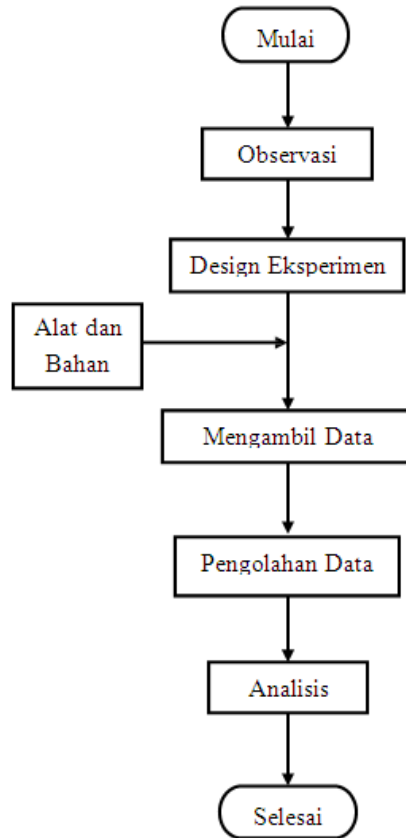 Mulai
Observasi
Design Eksperimen
Alat dan
Bahan
Mengambil Data
Pengolahan Data
Analisis
Selesai